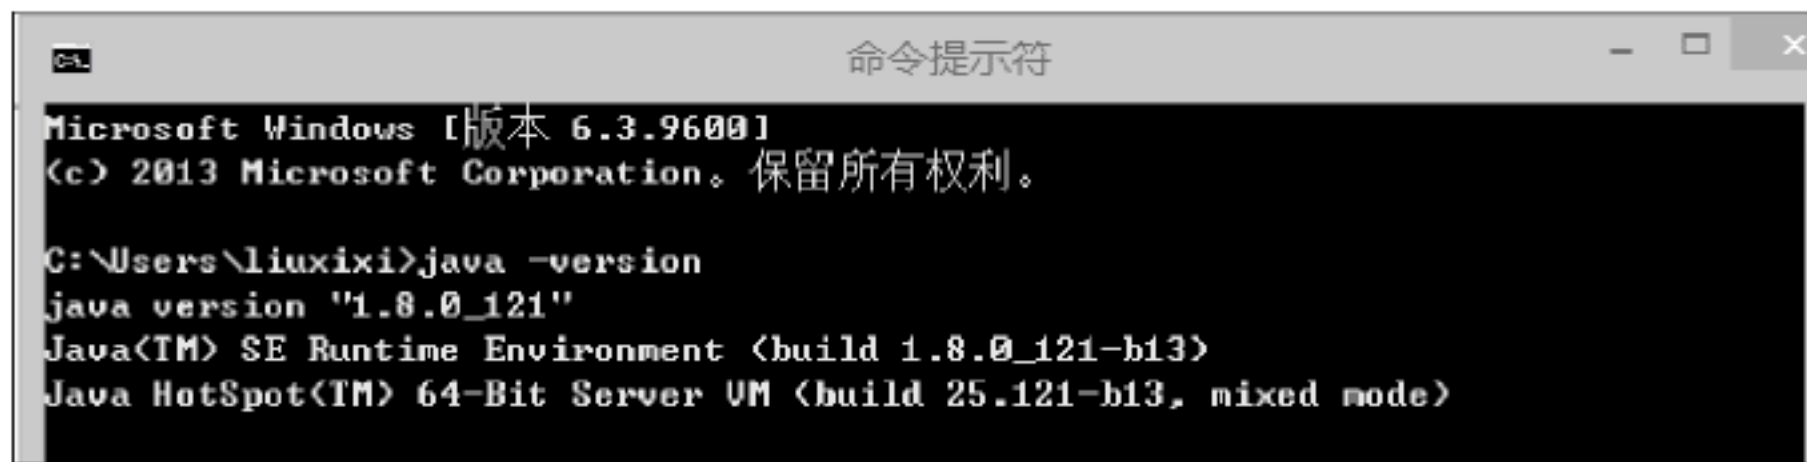 命令提示符
Microsoft Windows [版本 6.3.9600]
(c) 2013 Microsoft Corporation。保留所有权利。
C:\Users\liuxixi>java -version
java version "1.8.0_121"
Java(TM) SE Runtime Environment (build 1.8.0_121-b13)
Java HotSpot(TM) 64-Bit Server VM (build 25.121-b13, mixed mode)